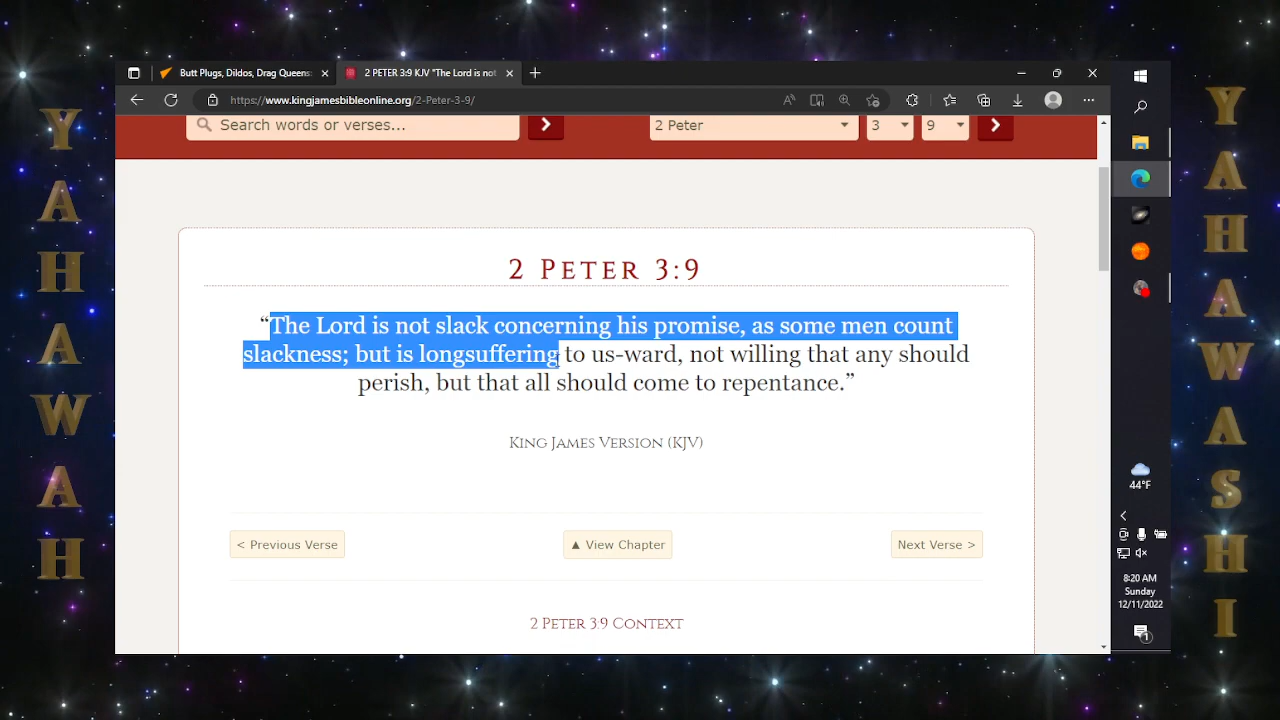 Butt Plugs, Dildos, Drag Queens:
2 PETER 3:9 KJV "The Lord is not
https://www.kingjamesbibleonline.org/2-Peter-3-9/
Search words or verses...
2 Peter
3
9
2 Peter 3:9
“The Lord is not slack concerning his promise, as some men count
slackness; but is longsuffering to us-ward, not willing that any should
perish, but that all should come to repentance.”
King James Version (KJV)
< Previous Verse
▲ View Chapter
Next Verse >
2 Peter 3:9 Context
44°F
8:20 AM
Sunday
12/11/2022
1
YAHAWAH
YAHAWASHI